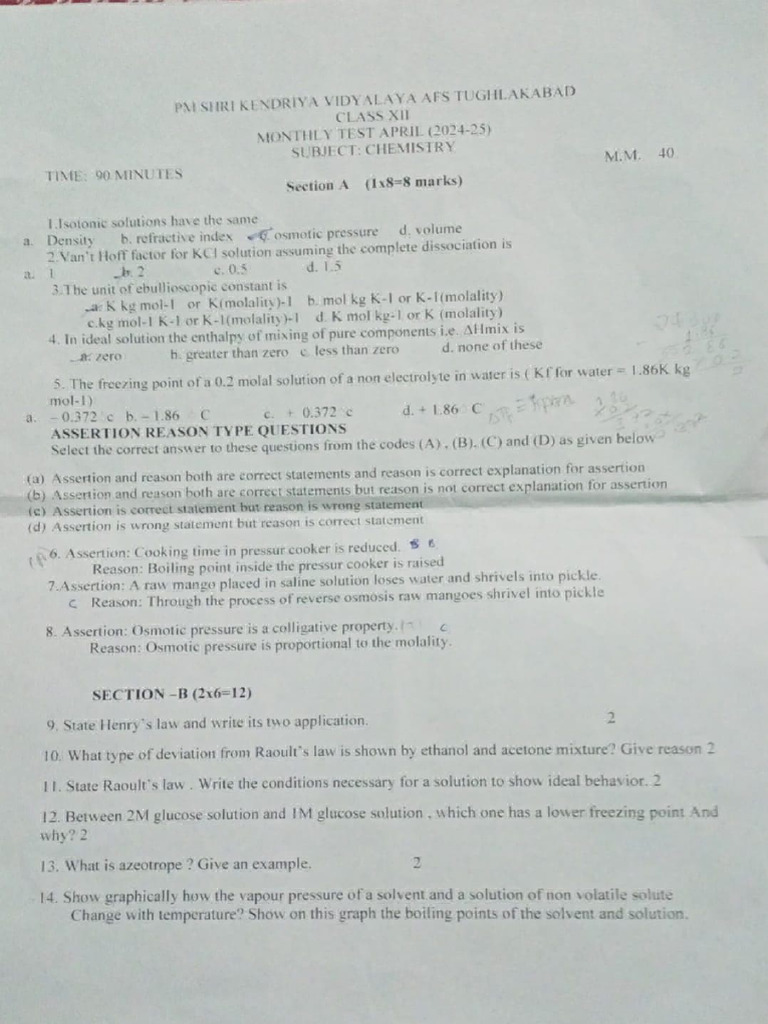 PM SHRI KENDRIYA VIDYALAYA AFS TUGHLAKABAD
CLASS XII
MONTHLY TEST APRIL (2024-25)
SUBJECT: CHEMISTRY
M.M. 40
TIME: 90 MINUTES
Section A (1x8=8 marks)
1.Isotonic solutions have the same
a. Density b. refractive index c. osmotic pressure d. volume
2.Van't Hoff factor for KCl solution assuming the complete dissociation is
a. 1 b. 2 c. 0.5 d. 1.5
3.The unit of ebullioscopic constant is
a. K kg mol-1 or K(molality)-1 b. mol kg K-1 or K-1(molality)
c.kg mol-1 K-1 or K-1(molality)-1 d. K mol kg-1 or K (molality)
4. In ideal solution the enthalpy of mixing of pure components i.e. ΔHmix is
a. zero b. greater than zero c. less than zero d. none of these
5. The freezing point of a 0.2 molal solution of a non electrolyte in water is ( Kf for water = 1.86K kg
mol-1)
a. – 0.372 c b. – 1.86 C c. + 0.372 c d. + 1.86 C
ASSERTION REASON TYPE QUESTIONS
Select the correct answer to these questions from the codes (A) , (B), (C) and (D) as given below
(a) Assertion and reason both are correct statements and reason is correct explanation for assertion
(b) Assertion and reason both are correct statements but reason is not correct explanation for assertion
(c) Assertion is correct statement but reason is wrong statement
(d) Assertion is wrong statement but reason is correct statement
6. Assertion: Cooking time in pressur cooker is reduced.
Reason: Boiling point inside the pressur cooker is raised
7.Assertion: A raw mango placed in saline solution loses water and shrivels into pickle.
c Reason: Through the process of reverse osmosis raw mangoes shrivel into pickle
8. Assertion: Osmotic pressure is a colligative property. c
Reason: Osmotic pressure is proportional to the molality.
SECTION –B (2x6=12)
9. State Henry's law and write its two application. 2
10. What type of deviation from Raoult's law is shown by ethanol and acetone mixture? Give reason 2
11. State Raoult's law . Write the conditions necessary for a solution to show ideal behavior. 2
12. Between 2M glucose solution and 1M glucose solution , which one has a lower freezing point And
why? 2
13. What is azeotrope ? Give an example. 2
14. Show graphically how the vapour pressure of a solvent and a solution of non volatile solute
Change with temperature? Show on this graph the boiling points of the solvent and solution.